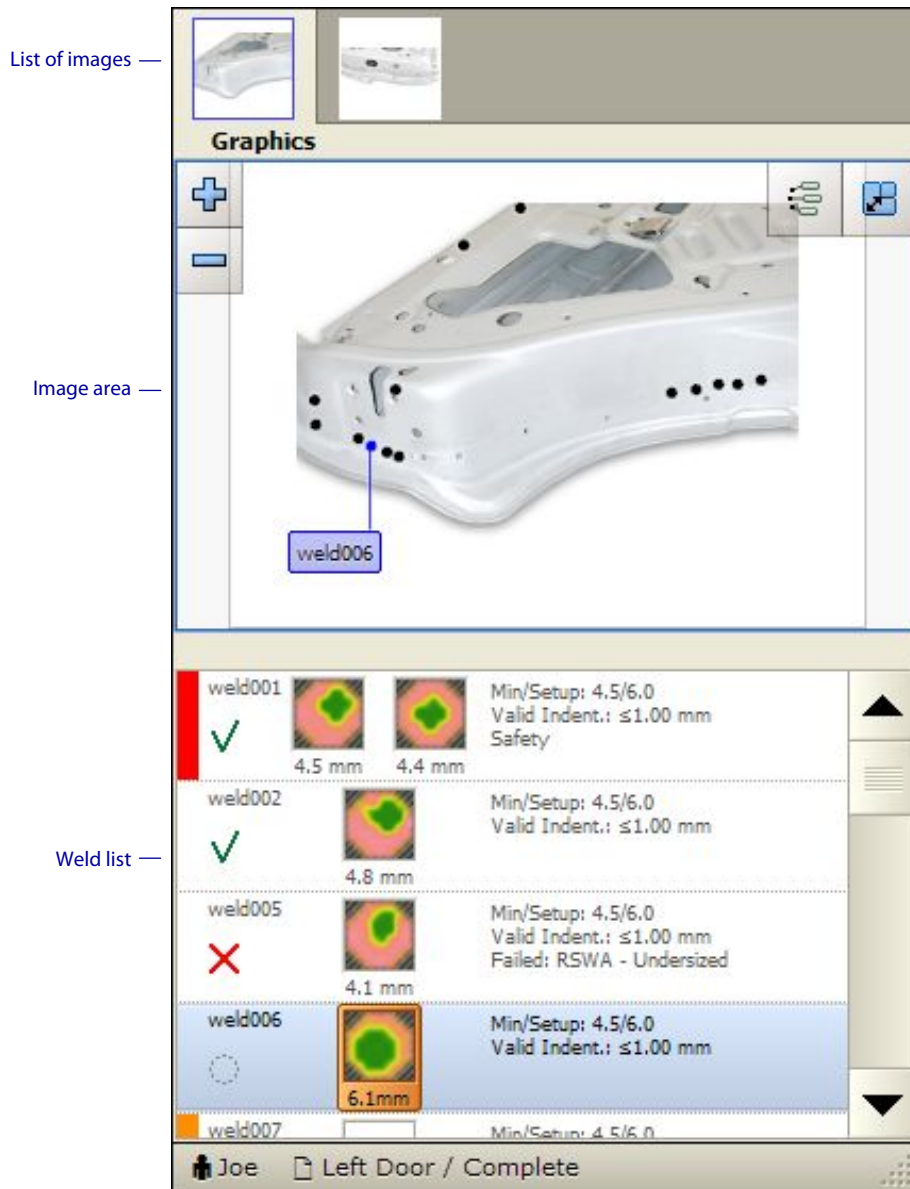 List of images
Graphics
Image area
weld006
weld001
4.5 mm
4.4 mm
Min/Setup: 4.5/6.0
Valid Indent.: ≤1.00 mm
Safety
weld002
4.8 mm
Min/Setup: 4.5/6.0
Valid Indent.: ≤1.00 mm
Weld list
weld005
4.1 mm
Min/Setup: 4.5/6.0
Valid Indent.: ≤1.00 mm
Failed: RSWA - Undersized
weld006
6.1mm
Min/Setup: 4.5/6.0
Valid Indent.: ≤1.00 mm
weld007
Min/Setup: 4.5/6.0
Joe
Left Door / Complete